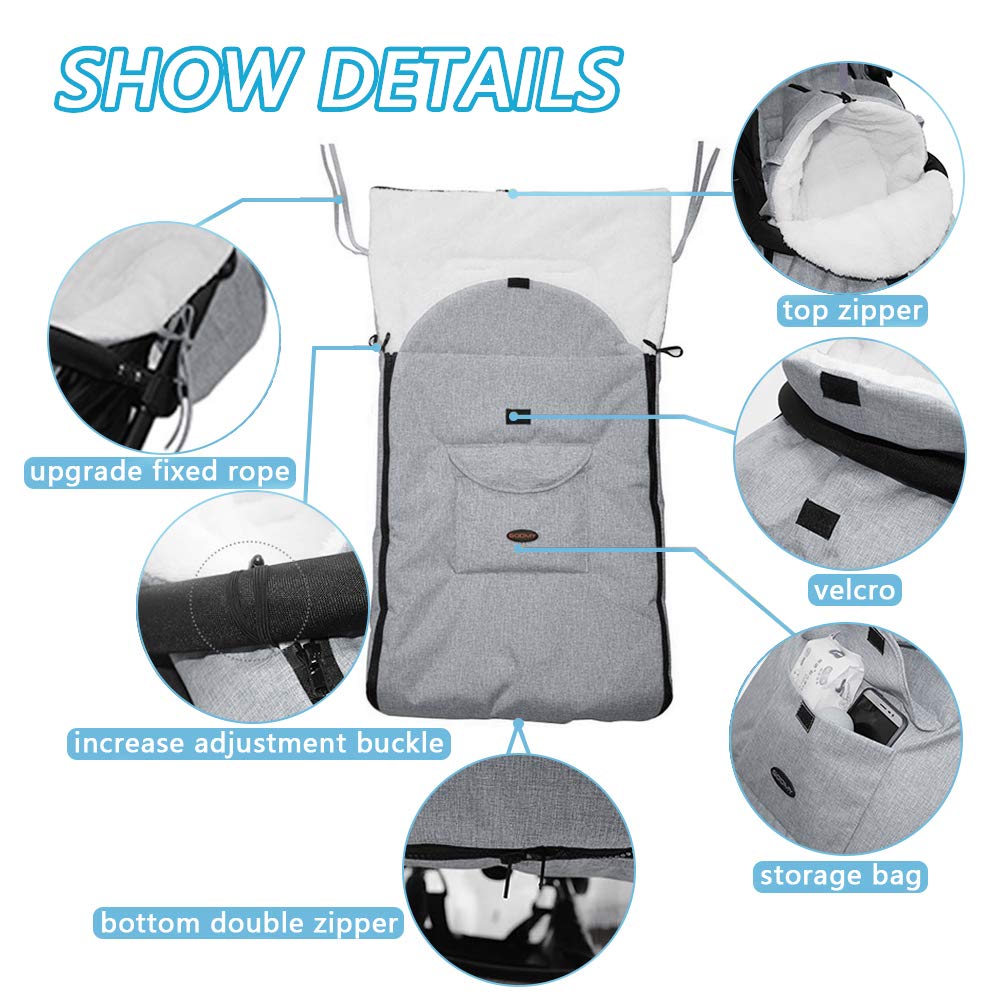 SHOW DETAILS
top zipper
upgrade fixed rope
velcro
increase adjustment buckle
storage bag
bottom double zipper